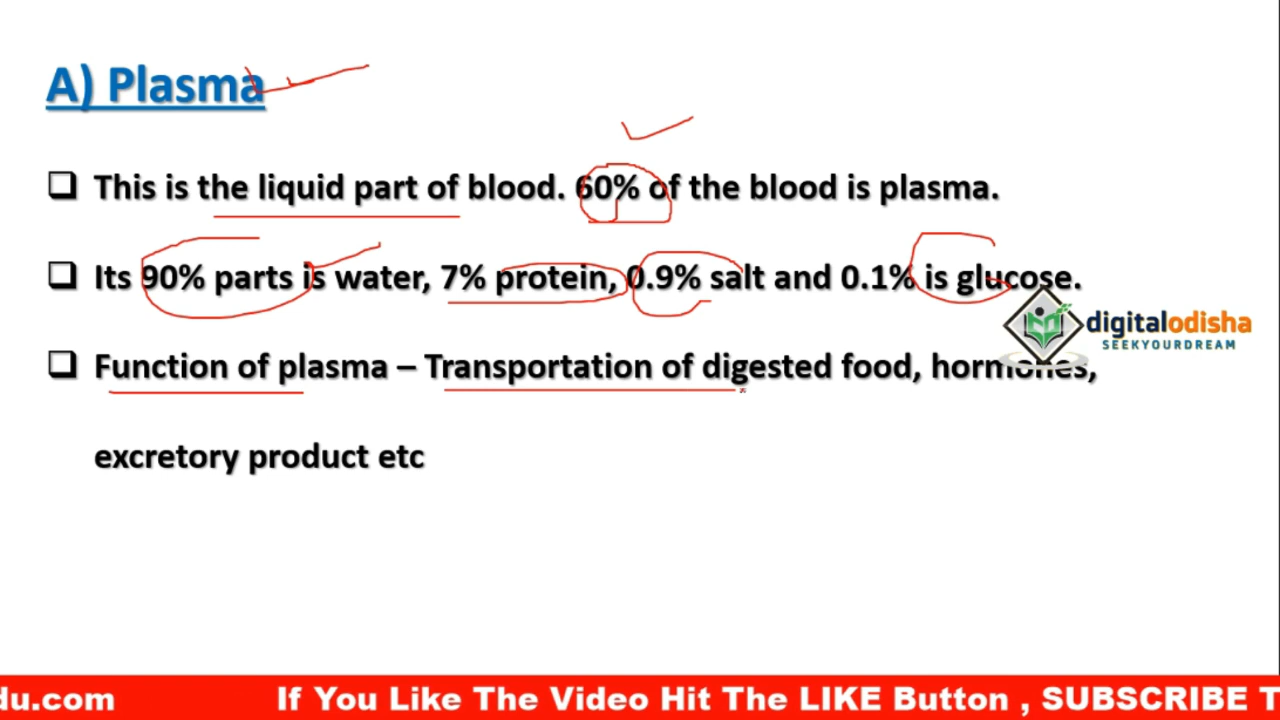 A) Plasma
This is the liquid part of blood. 60% of the blood is plasma.
Its 90% parts is water, 7% protein, 0.9% salt and 0.1% is glucose.
digitalodisha
SEEKYOURDREAM
Function of plasma – Transportation of digested food, hormones,
excretory product etc
du.com If You Like The Video Hit The LIKE Button , SUBSCRIBE T